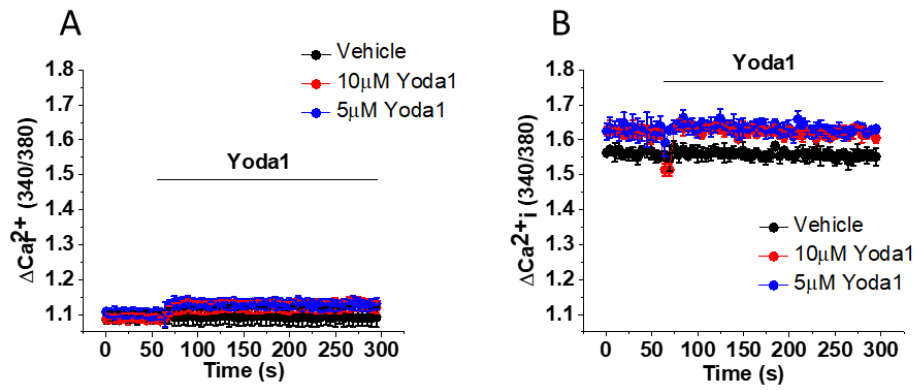 A
Vehicle
10μM Yoda1
5μM Yoda1
Yoda1
1.8
1.7
1.6
1.5
1.4
1.3
1.2
1.1
ΔCai²⁺ (340/380)
0 50 100 150 200 250 300
Time (s)
B
Yoda1
1.8
1.7
1.6
1.5
1.4
1.3
1.2
1.1
ΔCa²⁺i (340/380)
Vehicle
10μM Yoda1
5μM Yoda1
0 50 100 150 200 250 300
Time (s)